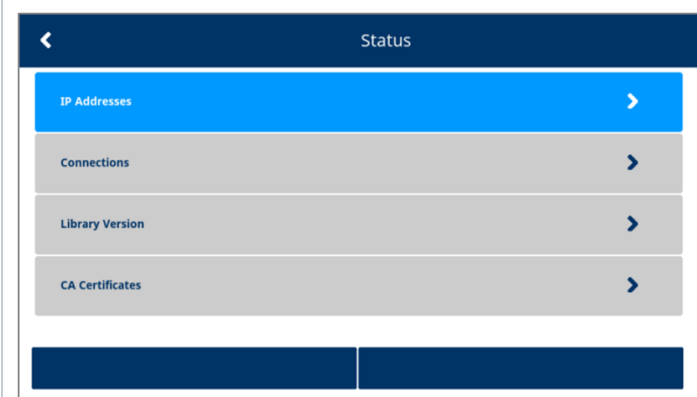 Status
IP Addresses
Connections
Library Version
CA Certificates